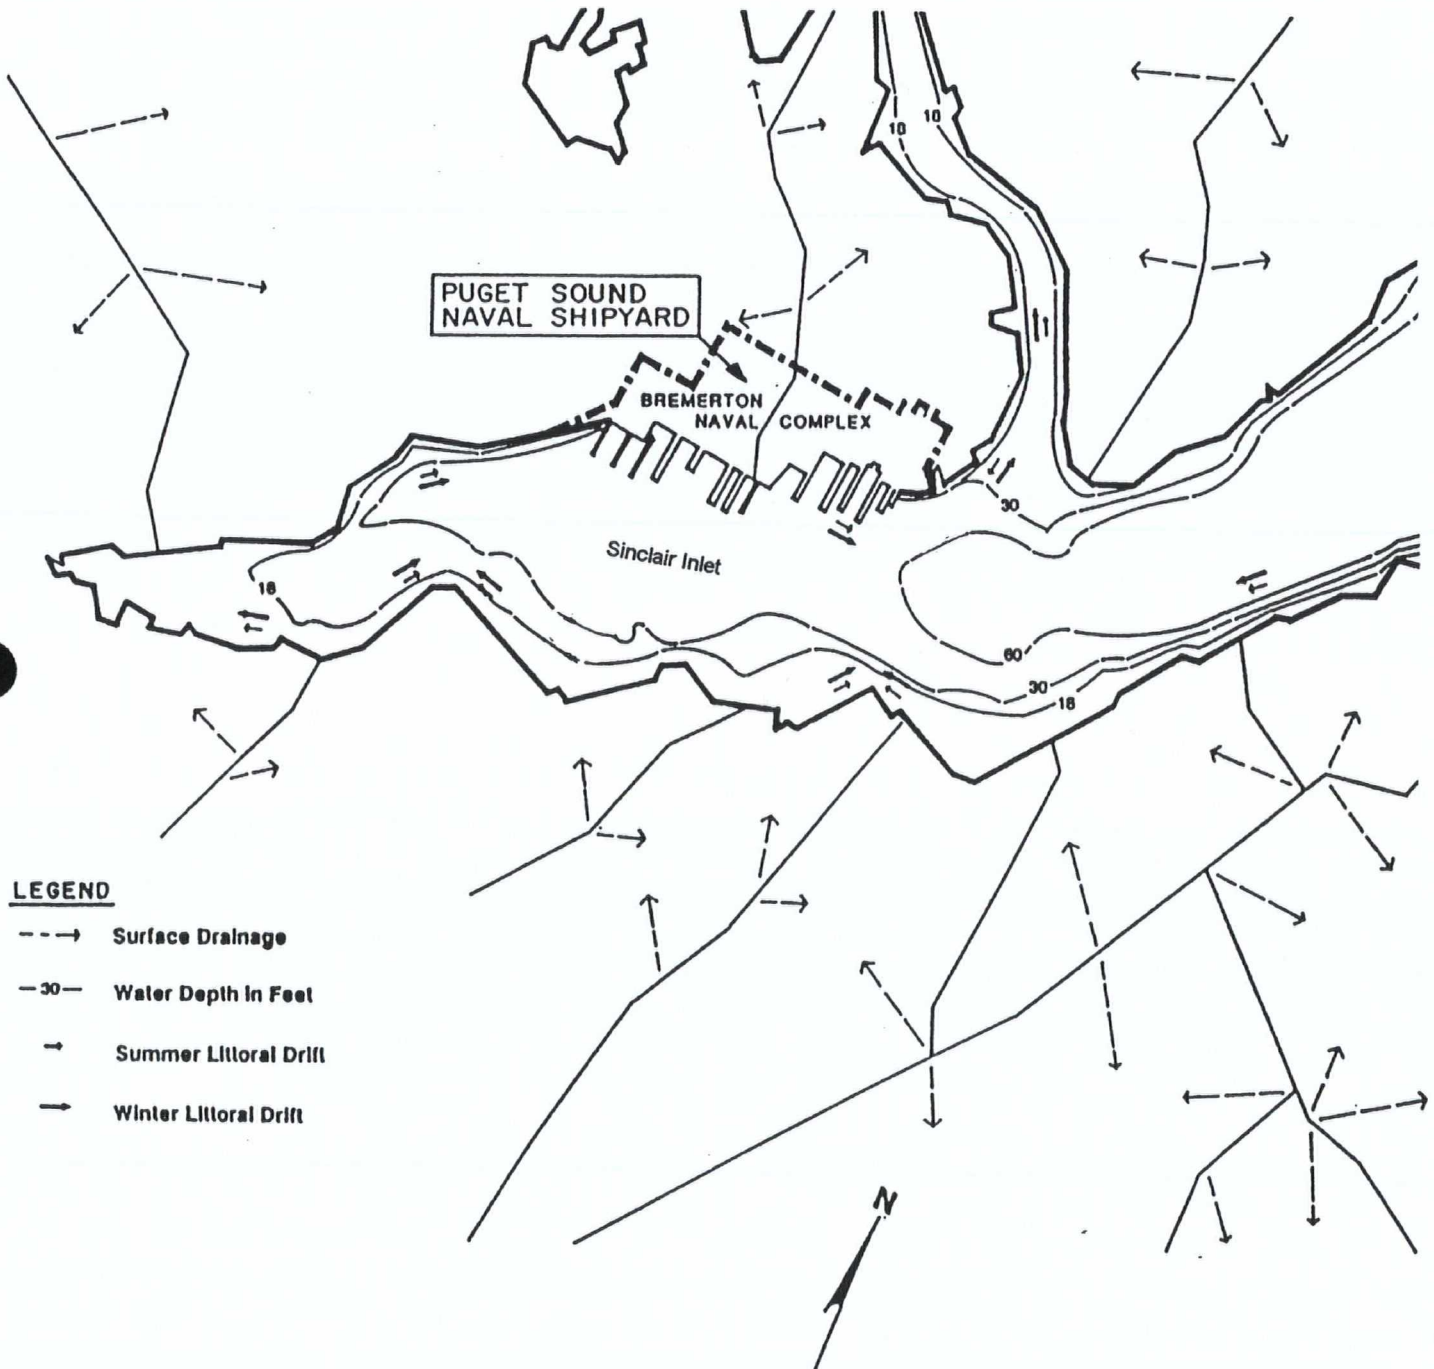 10
10
PUGET SOUND
NAVAL SHIPYARD
BREMERTON
NAVAL COMPLEX
30
Sinclair Inlet
18
60
30
18
LEGEND
Surface Drainage
30 Water Depth in Feet
Summer Littoral Drift
Winter Littoral Drift
N